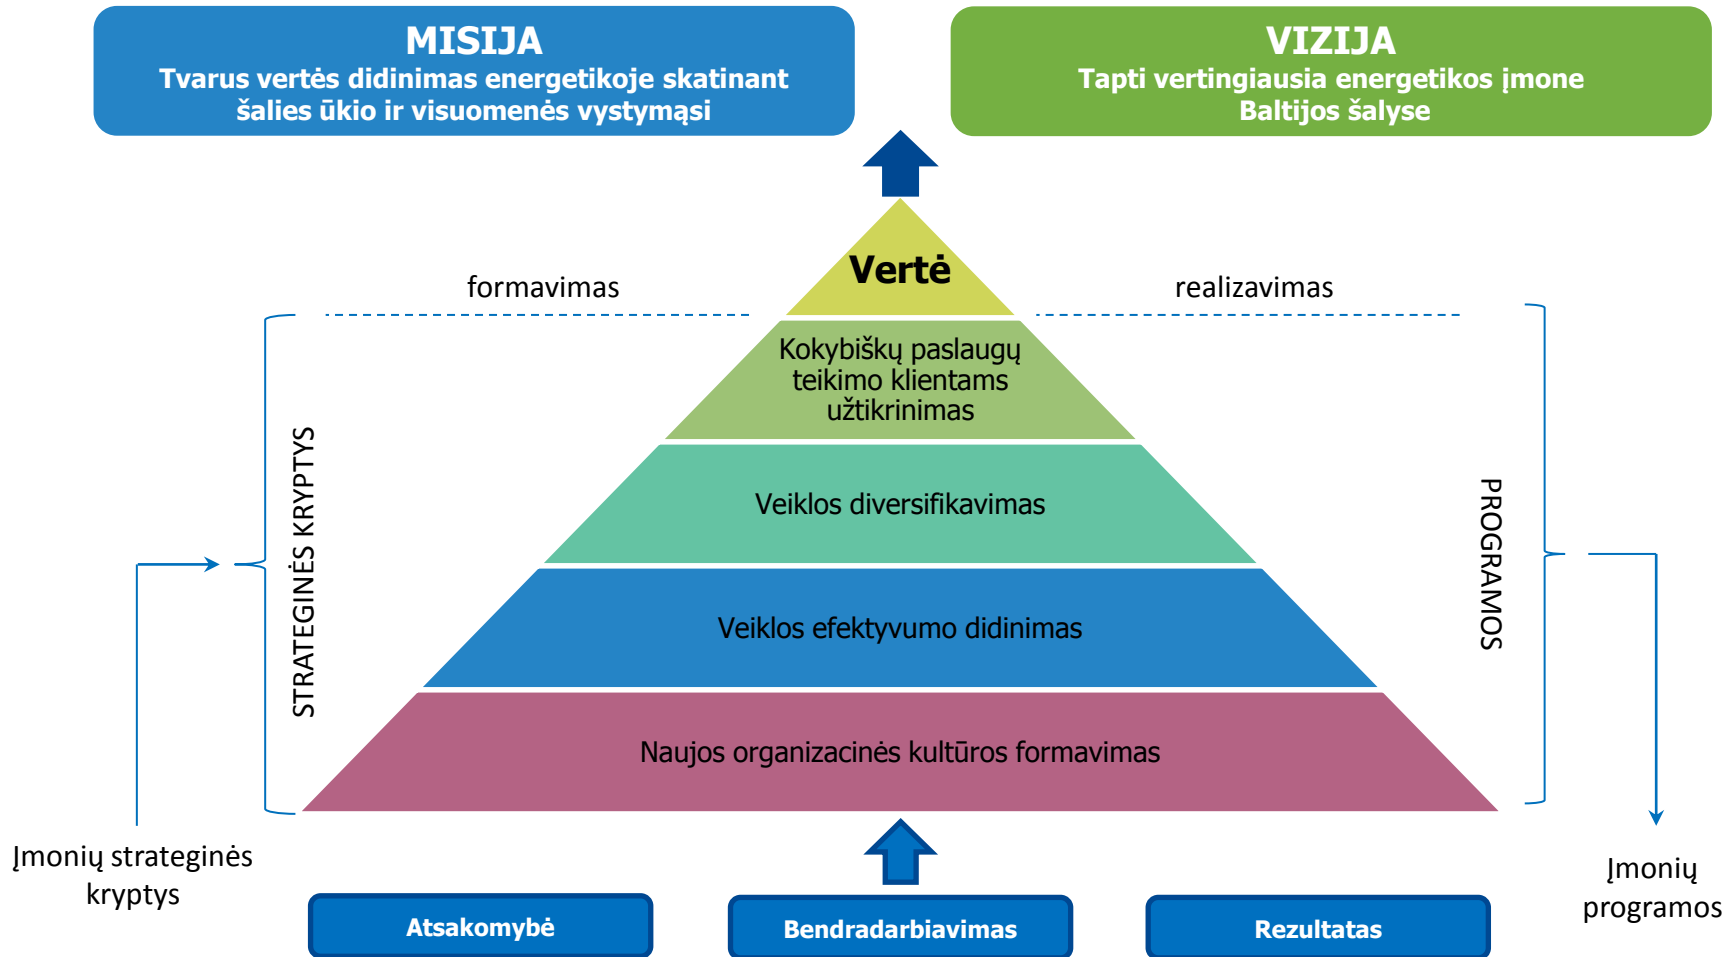 MISIJA
Tvarus vertės didinimas energetikoje skatinant
šalies ūkio ir visuomenės vystymąsi
VIZIJA
Tapti vertingiausia energetikos įmone
Baltijos šalyse
Vertė
formavimas
realizavimas
Kokybiškų paslaugų
teikimo klientams
užtikrinimas
STRATEGINĖS KRYPTYS
Veiklos diversifikavimas
PROGRAMOS
Veiklos efektyvumo didinimas
Naujos organizacinės kultūros formavimas
Įmonių strateginės
kryptys
Įmonių
programos
Atsakomybė
Bendradarbiavimas
Rezultatas